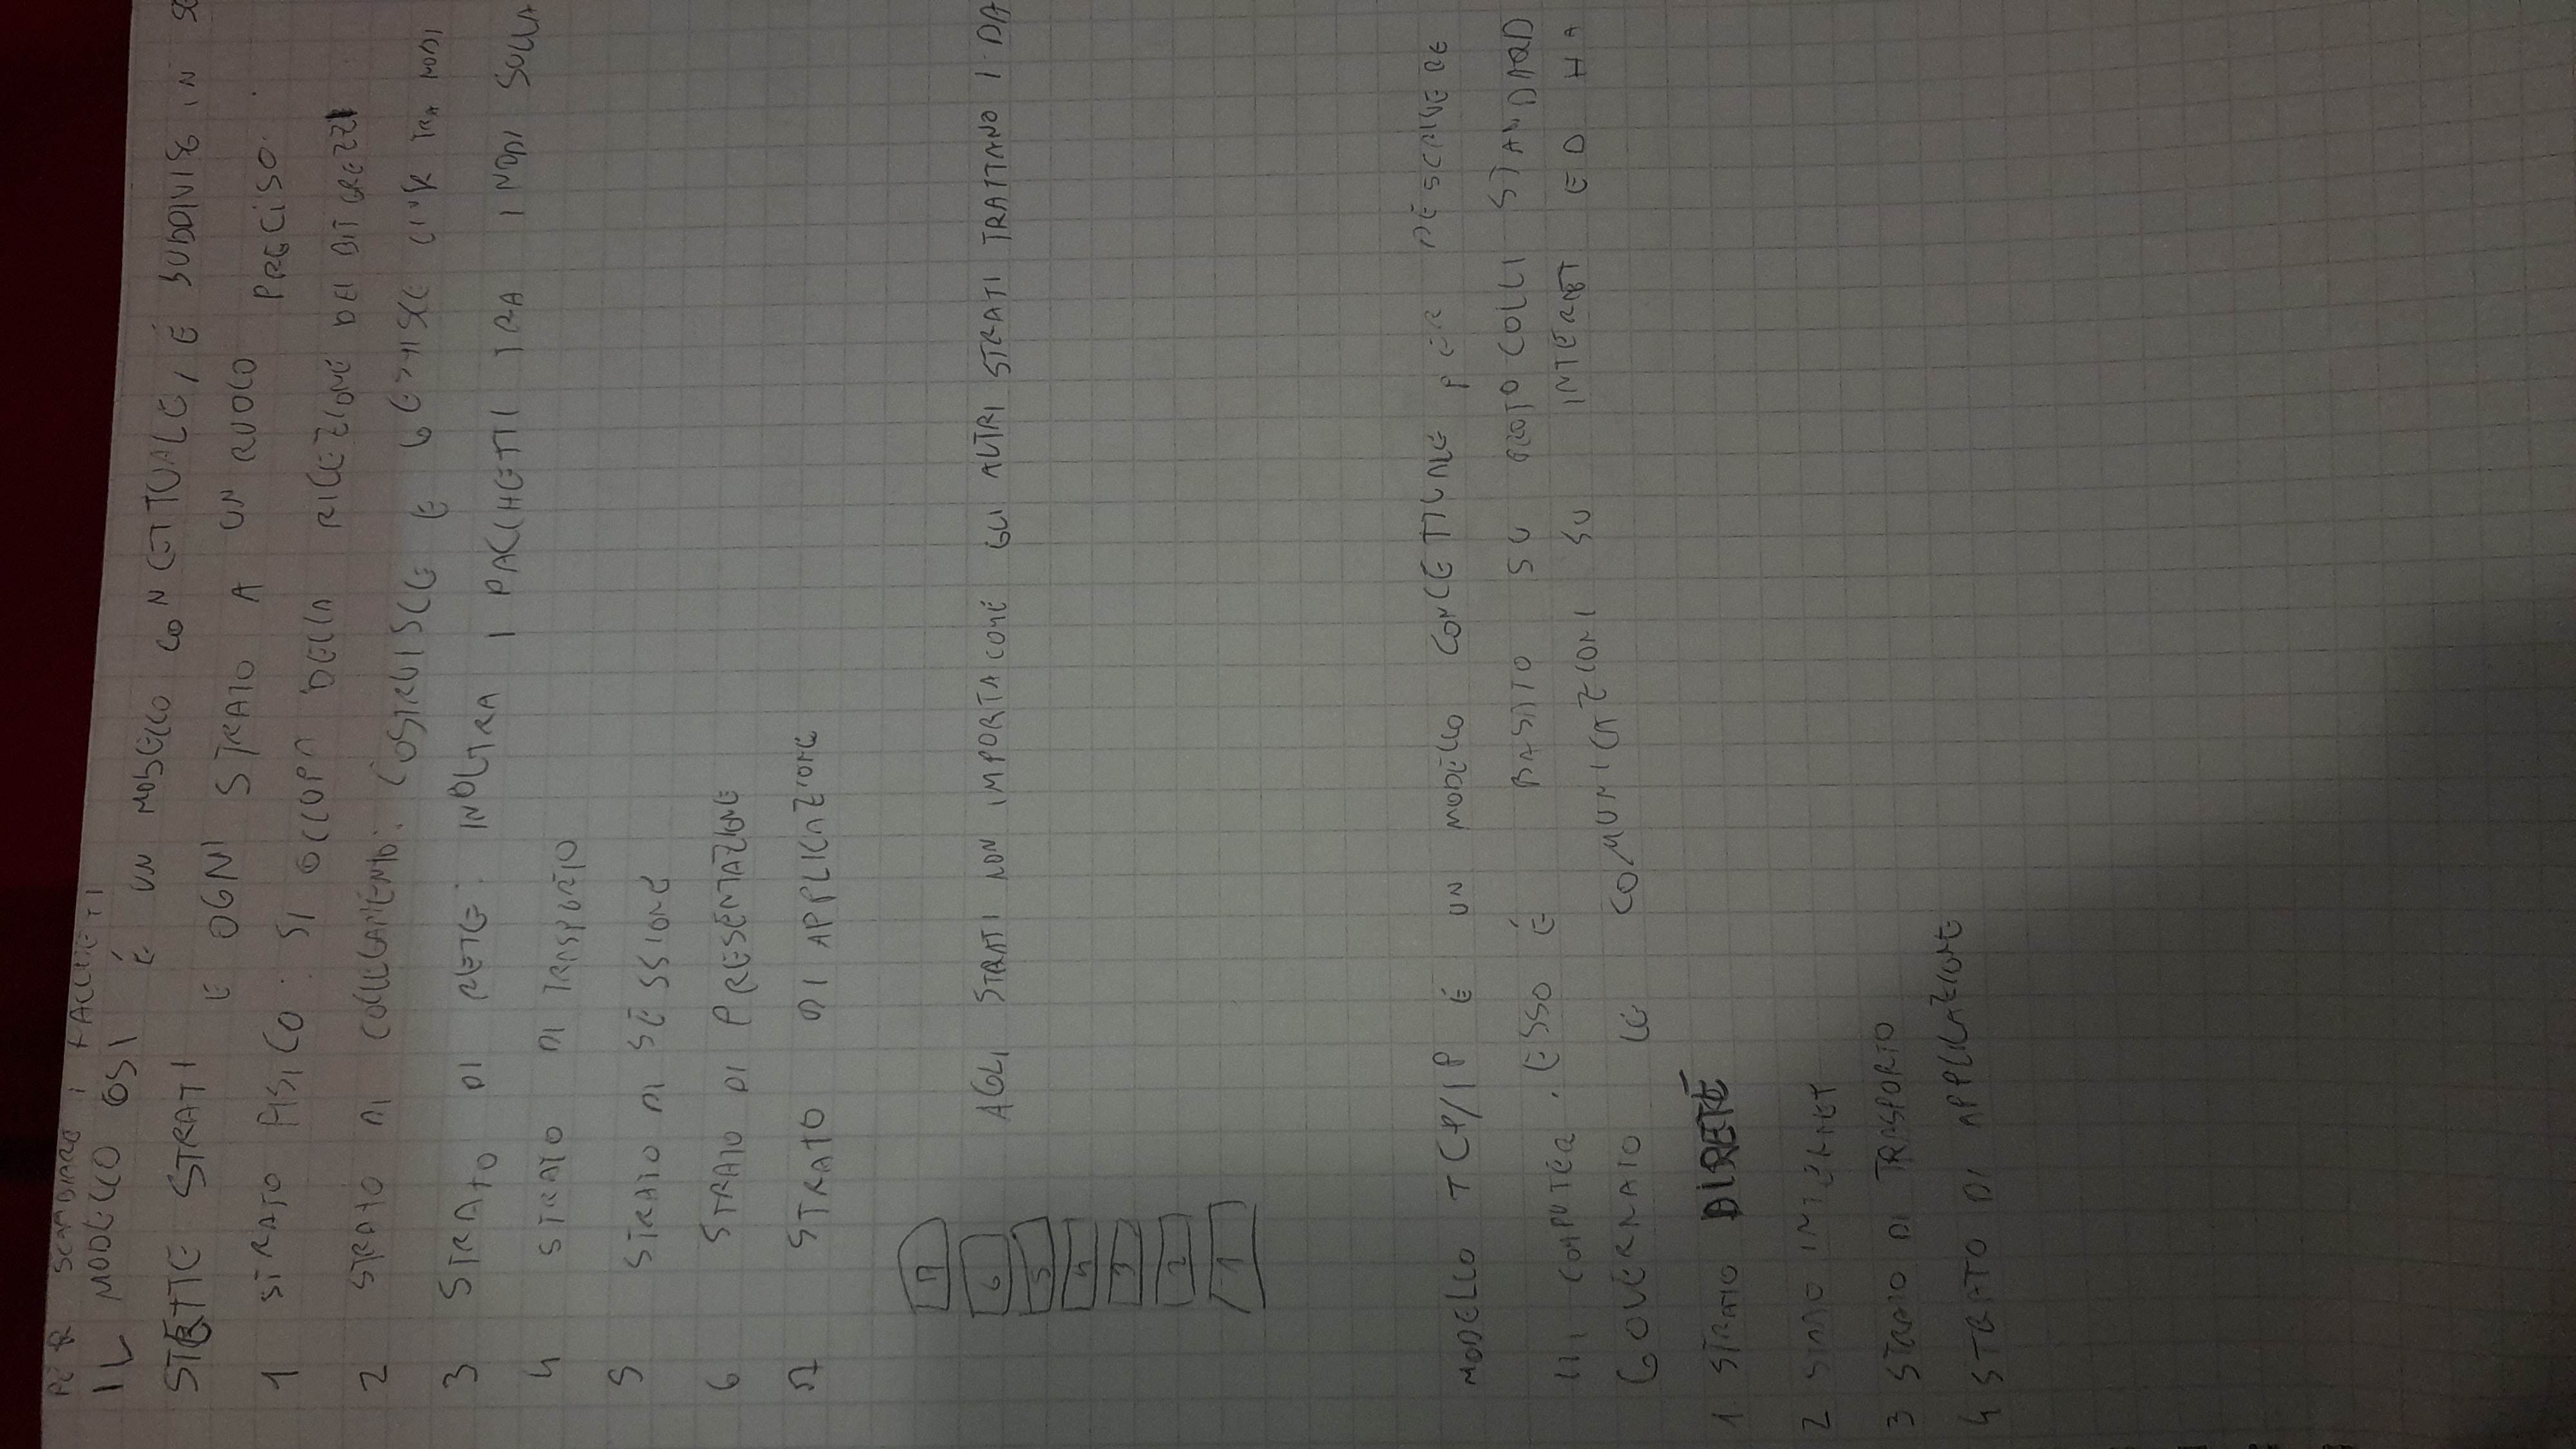 PER SCAMBIARE I PACCHETTI
IL MODELLO OSI É UN MODELLO CONCETTUALE, É SUDDIVISE IN SE
STRETTE STRATI E OGNI STRATO A UN RUOLO PRECISO.
1 STRATO FISICO: SI OCCUPA DELLA RICEZIONE DEI BIT GREZZI
2 STRATO DI COLLEGAMENTO: COSTRUISCE E GESTISCE LINK TRA NODI
3 STRATO DI RETE: INOLTRA I PACCHETTI TRA I NODI SULLA
4 STRATO DI TRASPORTO
5 STRATO DI SESSIONE
6 STRATO DI PRESENTAZIONE
7 STRATO DI APPLICAZIONE
7
6 AGLI STRATI NON IMPORTA COME GLI ALTRI STRATI TRATTANO I DA
5
4
3
2
1
MODELLO TCP/IP É UN MODELLO CONCETTUALE PER DESCRIVERE
COMPUTER. ESSO É BASATO SU PROTOCOLLI STANDARD
GOVERNATO LE COMUNICAZIONI SU INTERNET ED HA
1. STRATO DI RETE
2 STRATO INTERNET
3 STRATO DI TRASPORTO
4 STRATO DI APPLICAZIONE